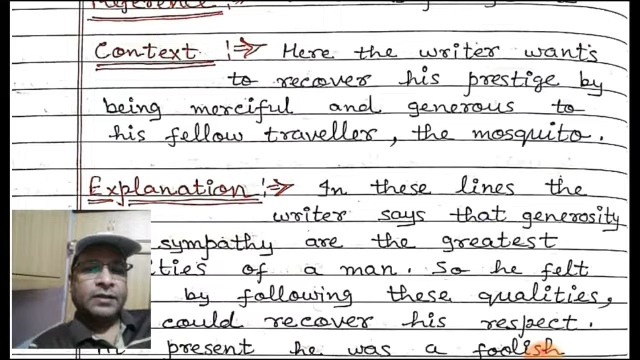 Reference :⇒
Context :⇒ Here the writer wants
to recover his prestige by
being merciful and generous to
his fellow traveller, the mosquito.
Explanation :⇒ In these lines the
writer says that generosity
sympathy are the greatest
of a man. So he felt
by following these qualities,
could recover his respect.
present he was a foolish